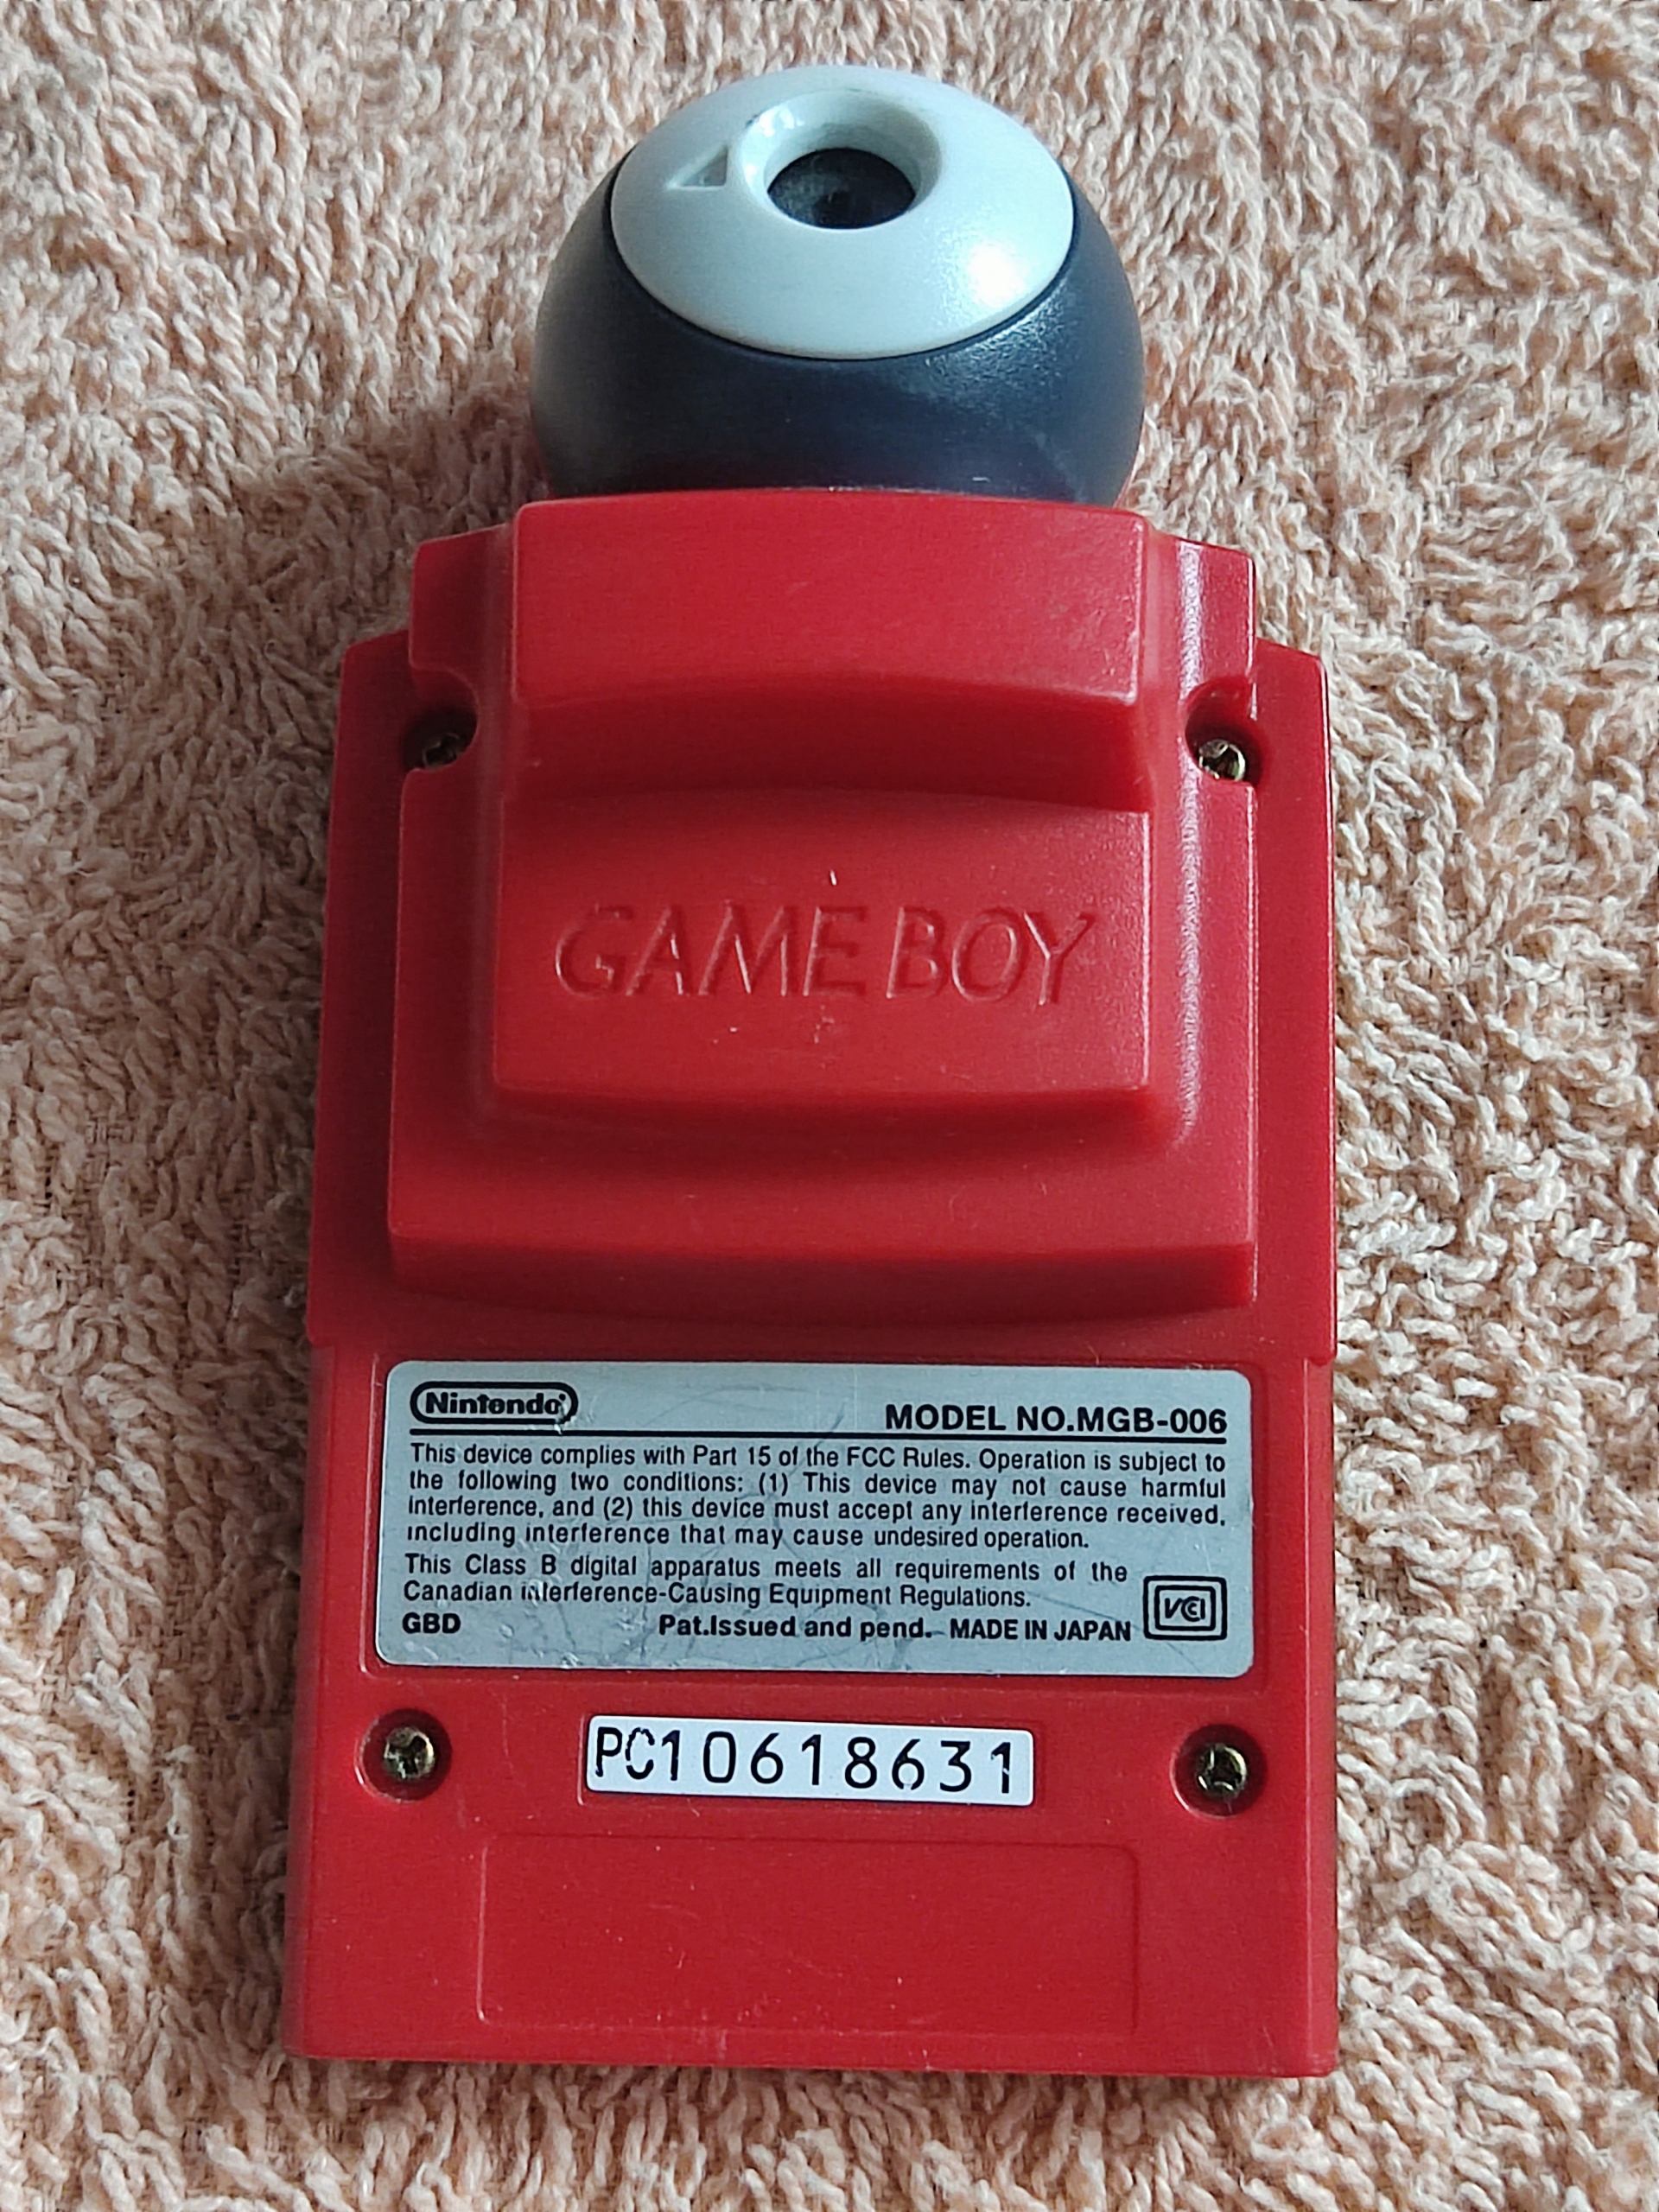 GAME BOY
Nintendo
MODEL NO.MGB-006
This device complies with Part 15 of the FCC Rules. Operation is subject to
the following two conditions: (1) This device may not cause harmful
interference, and (2) this device must accept any interference received,
including interference that may cause undesired operation.
This Class B digital apparatus meets all requirements of the
Canadian interference-Causing Equipment Regulations.
VCI
GBD Pat.Issued and pend. MADE IN JAPAN
PC10618631